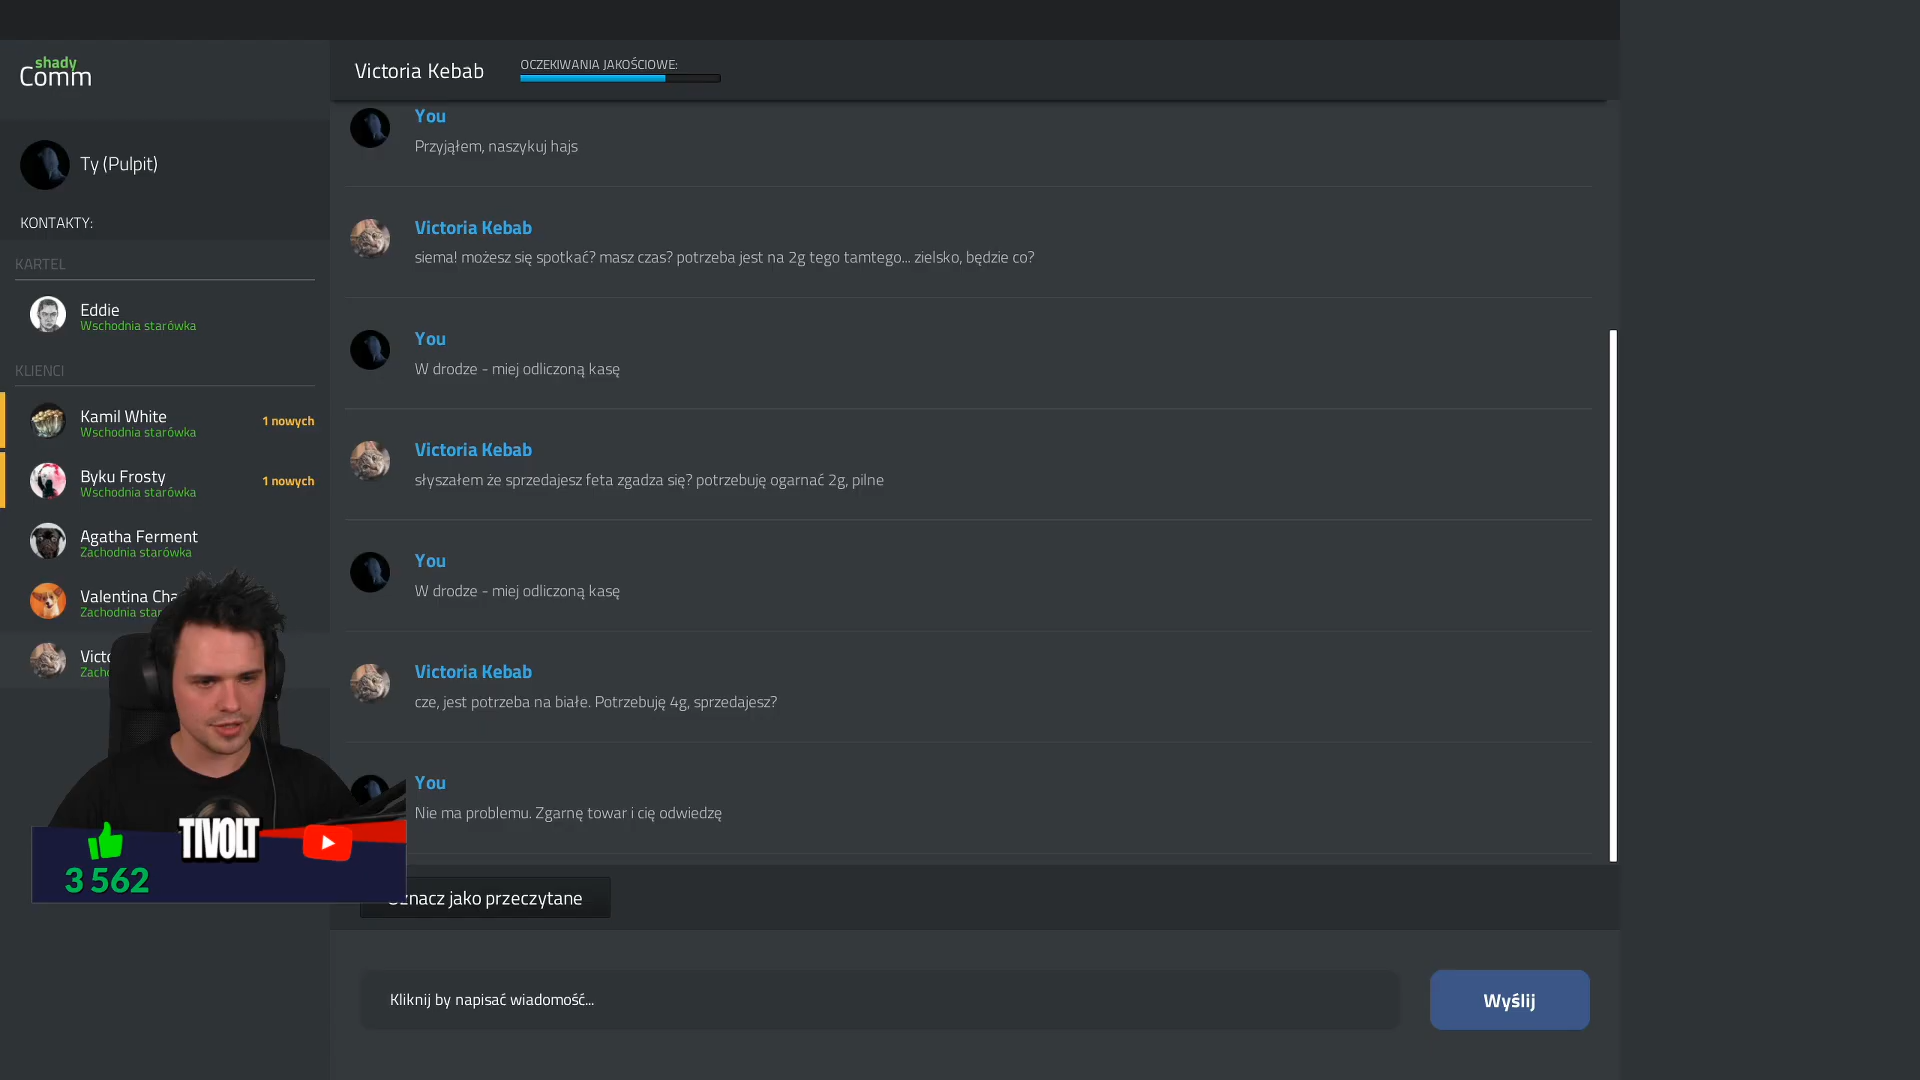 shady
Comm
Ty (Pulpit)
KONTAKTY:
KARTEL
Eddie
Wschodnia starówka
KLIENCI
Kamil White
Wschodnia starówka
1 nowych
Byku Frosty
Wschodnia starówka
1 nowych
Agatha Ferment
Zachodnia starówka
Valentina Cha
Zachodnia star
Victo
Zacho
TIVOLT
3 562
Victoria Kebab
OCZEKIWANIA JAKOŚCIOWE:
You
Przyjąłem, naszykuj hajs
Victoria Kebab
siema! możesz się spotkać? masz czas? potrzeba jest na 2g tego tamtego... zielsko, będzie co?
You
W drodze - miej odliczoną kasę
Victoria Kebab
słyszałem że sprzedajesz feta zgadza się? potrzebuję ogarnać 2g, pilne
You
W drodze - miej odliczoną kasę
Victoria Kebab
cze, jest potrzeba na białe. Potrzebuję 4g, sprzedajesz?
You
Nie ma problemu. Zgarnę towar i cię odwiedzę
znacz jako przeczytane
Kliknij by napisać wiadomość...
Wyślij